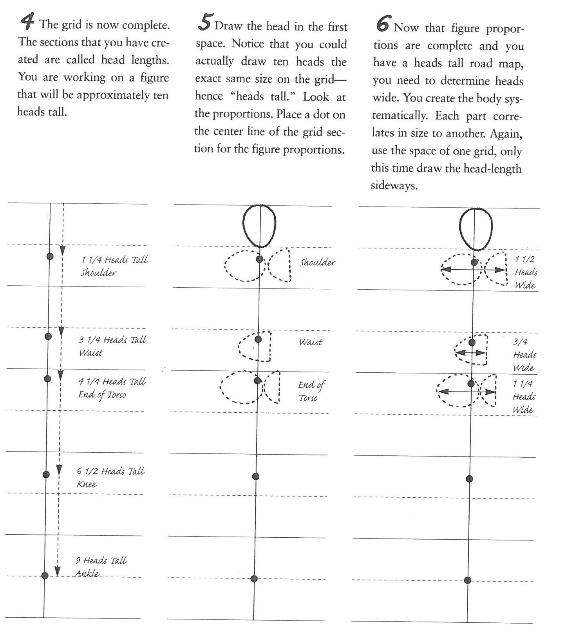 4 The grid is now complete.
The sections that you have cre-
ated are called head lengths.
You are working on a figure
that will be approximately ten
heads tall.
5 Draw the head in the first
space. Notice that you could
actually draw ten heads the
exact same size on the grid—
hence “heads tall.” Look at
the proportions. Place a dot on
the center line of the grid sec-
tion for the figure proportions.
6 Now that figure propor-
tions are complete and you
have a heads tall road map,
you need to determine heads
wide. You create the body sys-
tematically. Each part corre-
lates in size to another. Again,
use the space of one grid, only
this time draw the head-length
sideways.
1 1/4 Heads Tall
Shoulder
3 1/4 Heads Tall
Waist
4 1/4 Heads Tall
End of Torso
6 1/2 Heads Tall
Knee
9 Heads Tall
Ankle
Shoulder
Waist
End of
Torso
1 1/2
Heads
Wide
3/4
Heads
Wide
1 1/4
Heads
Wide